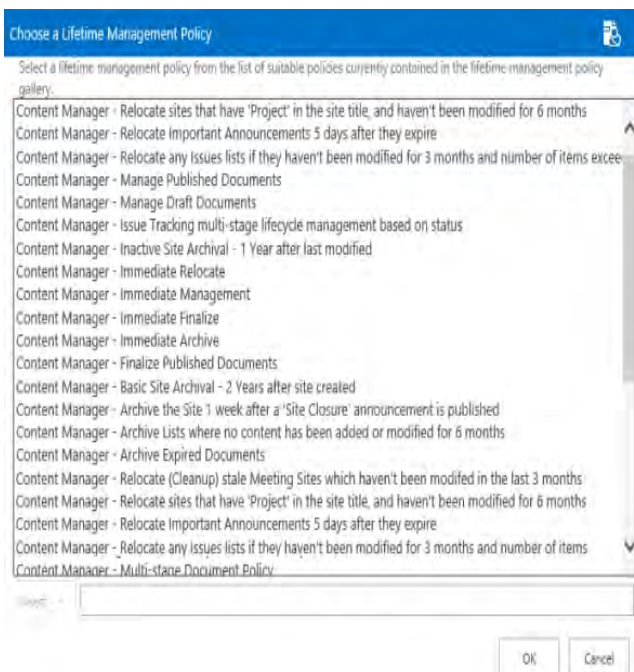 Choose a Lifetime Management Policy
Select a lifetime management policy from the list of suitable policies currently contained in the lifetime management policy
gallery.
Content Manager - Relocate sites that have 'Project' in the site title, and haven't been modified for 6 months
Content Manager - Relocate Important Announcements 5 days after they expire
Content Manager - Relocate any Issues lists if they haven't been modified for 3 months and number of items excee
Content Manager - Manage Published Documents
Content Manager - Manage Draft Documents
Content Manager - Issue Tracking multi-stage lifecycle management based on status
Content Manager - Inactive Site Archival - 1 Year after last modified
Content Manager - Immediate Relocate
Content Manager - Immediate Management
Content Manager - Immediate Finalize
Content Manager - Immediate Archive
Content Manager - Finalize Published Documents
Content Manager - Basic Site Archival - 2 Years after site created
Content Manager - Archive the Site 1 week after a 'Site Closure' announcement is published
Content Manager - Archive Lists where no content has been added or modified for 6 months
Content Manager - Archive Expired Documents
Content Manager - Relocate (Cleanup) stale Meeting Sites which haven't been modifed in the last 3 months
Content Manager - Relocate sites that have 'Project' in the site title, and haven't been modified for 6 months
Content Manager - Relocate Important Announcements 5 days after they expire
Content Manager - Relocate any Issues lists if they haven't been modified for 3 months and number of items
Content Manager - Multi-stage Document Policy
OK
Cancel